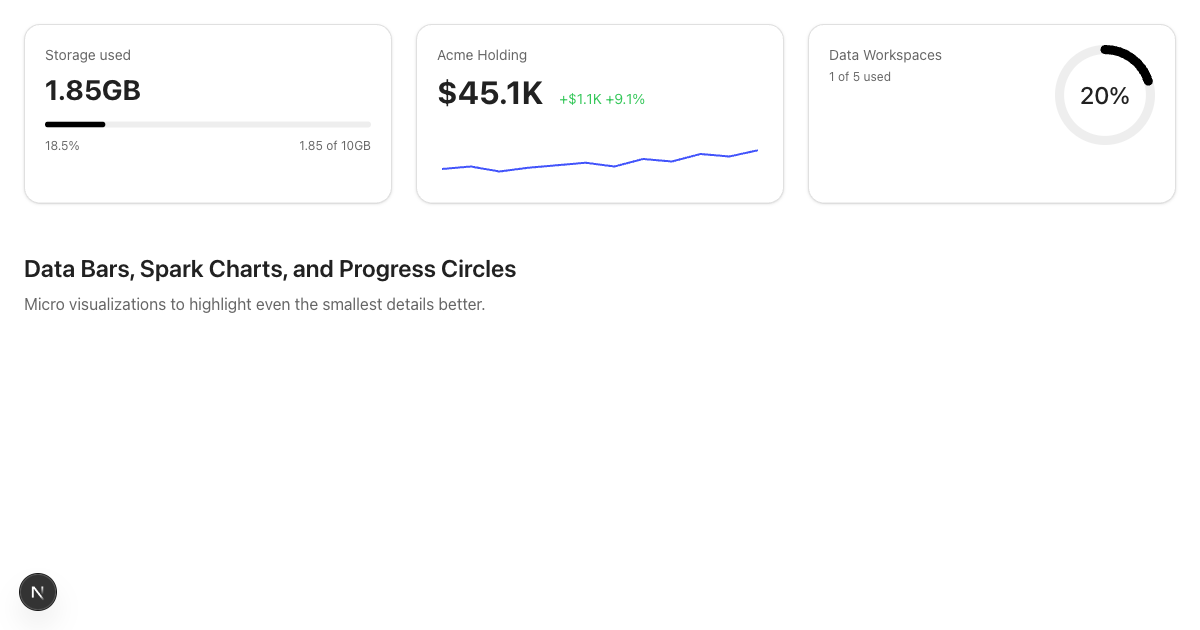 Storage used
1.85GB
18.5%
1.85 of 10GB
Acme Holding
$45.1K +$1.1K +9.1%
Data Workspaces
1 of 5 used
20%
Data Bars, Spark Charts, and Progress Circles
Micro visualizations to highlight even the smallest details better.
N